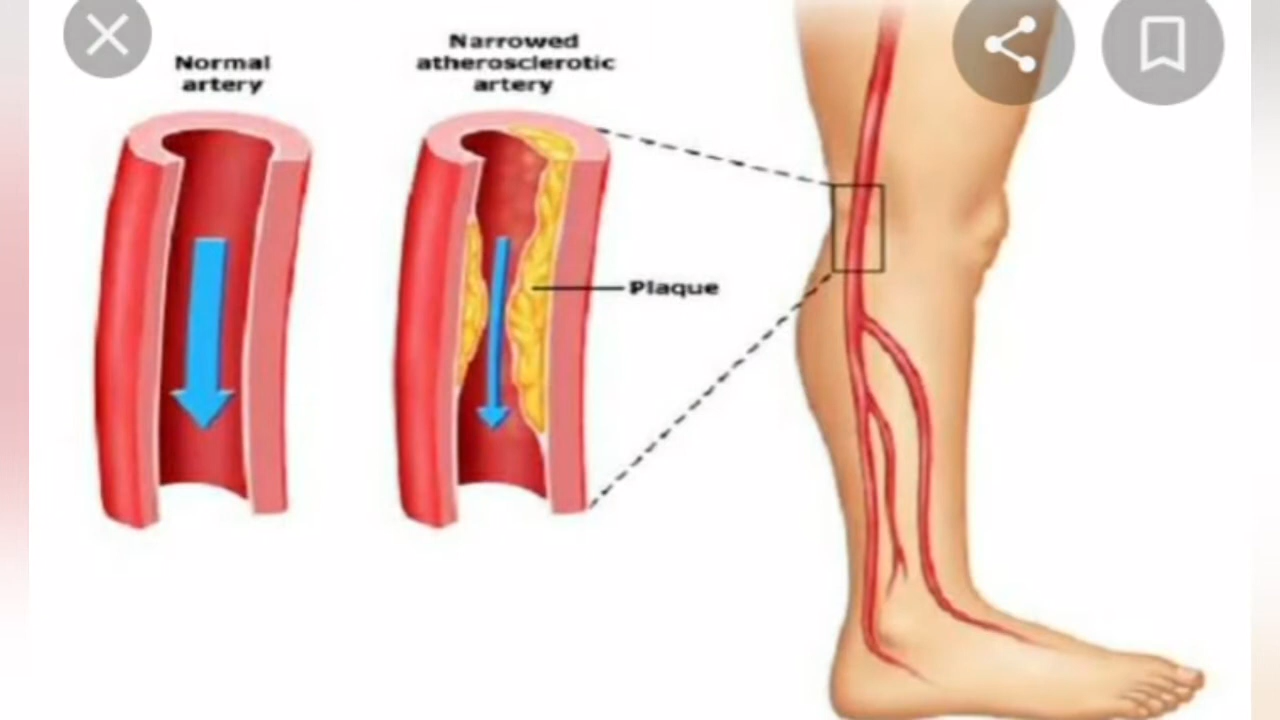 Normal
artery
Narrowed
atherosclerotic
artery
Plaque